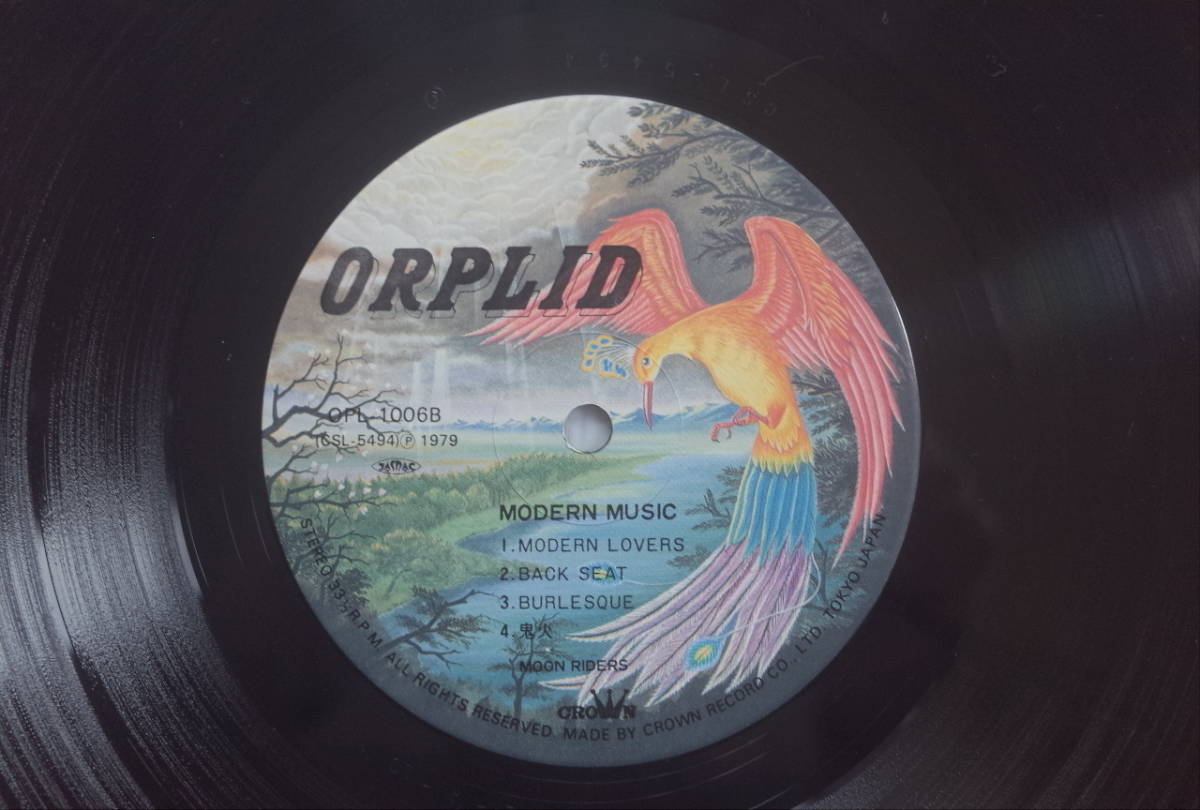 ORPLID
OPL-1006B
(CSL-5494) Ⓟ 1979
JASRAC
MODERN MUSIC
1.MODERN LOVERS
2.BACK SEAT
3.BURLESQUE
4.鬼火
MOON RIDERS
CROWN
STEREO 33⅓ R.P.M. ALL RIGHTS RESERVED. MADE BY CROWN RECORD CO., LTD. TOKYO JAPAN